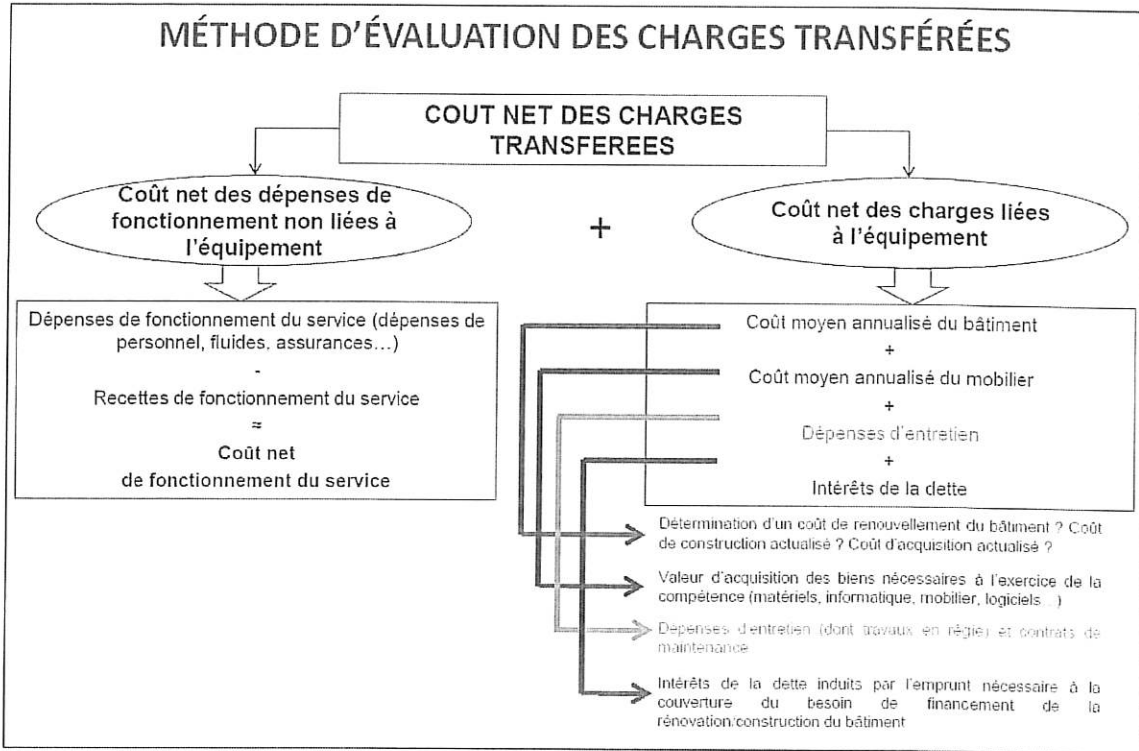 MÉTHODE D'ÉVALUATION DES CHARGES TRANSFÉRÉES
COUT NET DES CHARGES
TRANSFEREES
Coût net des dépenses de
fonctionnement non liées à
l'équipement
+
Coût net des charges liées
à l'équipement
Dépenses de fonctionnement du service (dépenses de
personnel, fluides, assurances…)
-
Recettes de fonctionnement du service
=
Coût net
de fonctionnement du service
Coût moyen annualisé du bâtiment
+
Coût moyen annualisé du mobilier
+
Dépenses d'entretien
+
Intérêts de la dette
Détermination d'un coût de renouvellement du bâtiment ? Coût
de construction actualisé ? Coût d'acquisition actualisé ?
Valeur d'acquisition des biens nécessaires à l'exercice de la
compétence (matériels, informatique, mobilier, logiciels…)
Dépenses d'entretien (dont travaux en régie) et contrats de
maintenance
Intérêts de la dette induits par l'emprunt nécessaire à la
couverture du besoin de financement de la
rénovation/construction du bâtiment